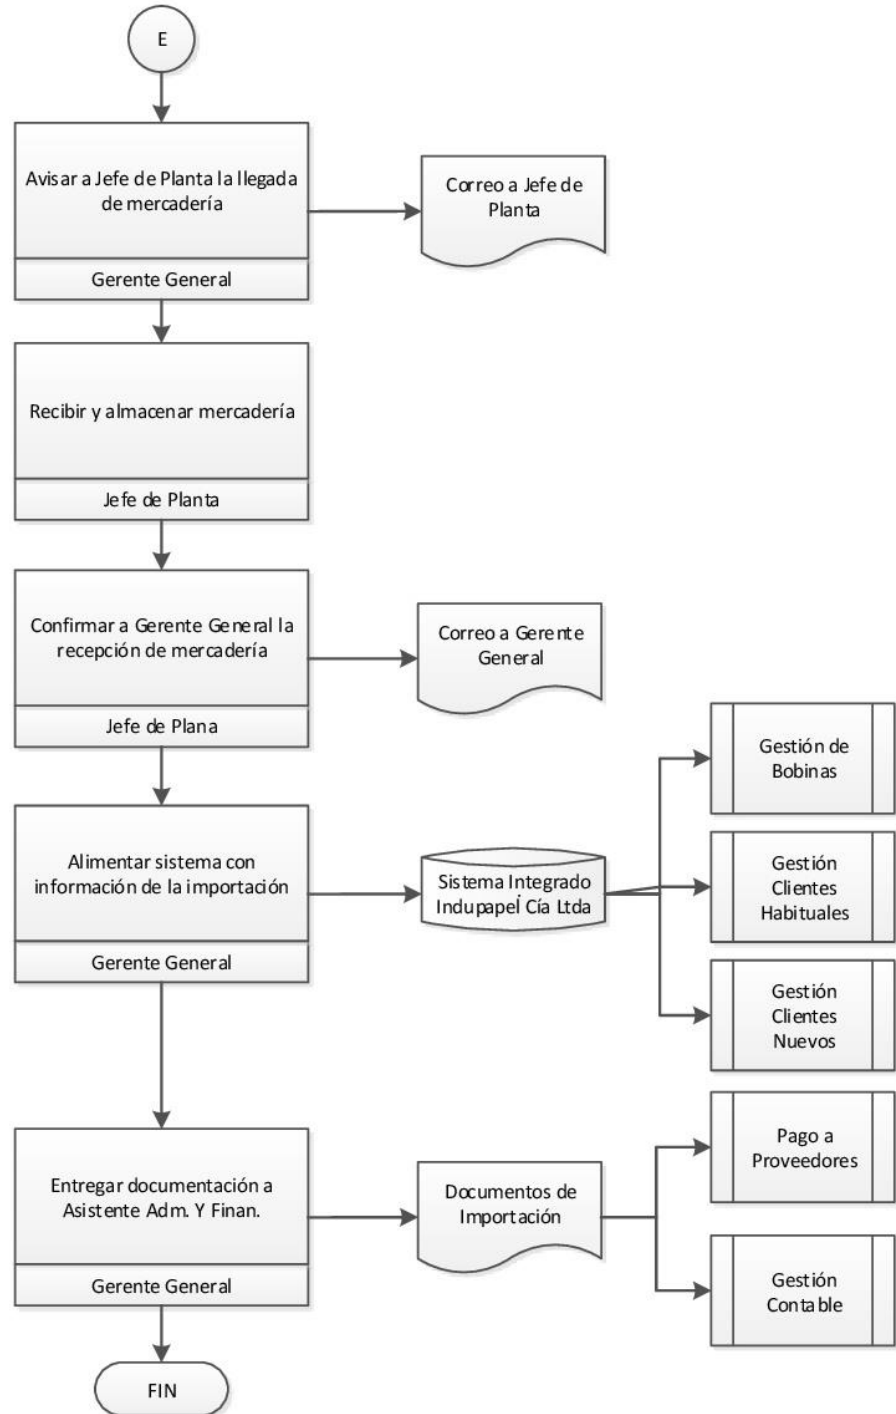 E
Avisar a Jefe de Planta la llegada
de mercadería
Gerente General
Correo a Jefe de
Planta
Recibir y almacenar mercadería
Jefe de Planta
Confirmar a Gerente General la
recepción de mercadería
Jefe de Plana
Correo a Gerente
General
Alimentar sistema con
información de la importación
Gerente General
Sistema Integrado
Indupapel Cía Ltda
Gestión de
Bobinas
Gestión
Clientes
Habituales
Gestión
Clientes
Nuevos
Entregar documentación a
Asistente Adm. Y Finan.
Gerente General
Documentos de
Importación
Pago a
Proveedores
Gestión
Contable
FIN